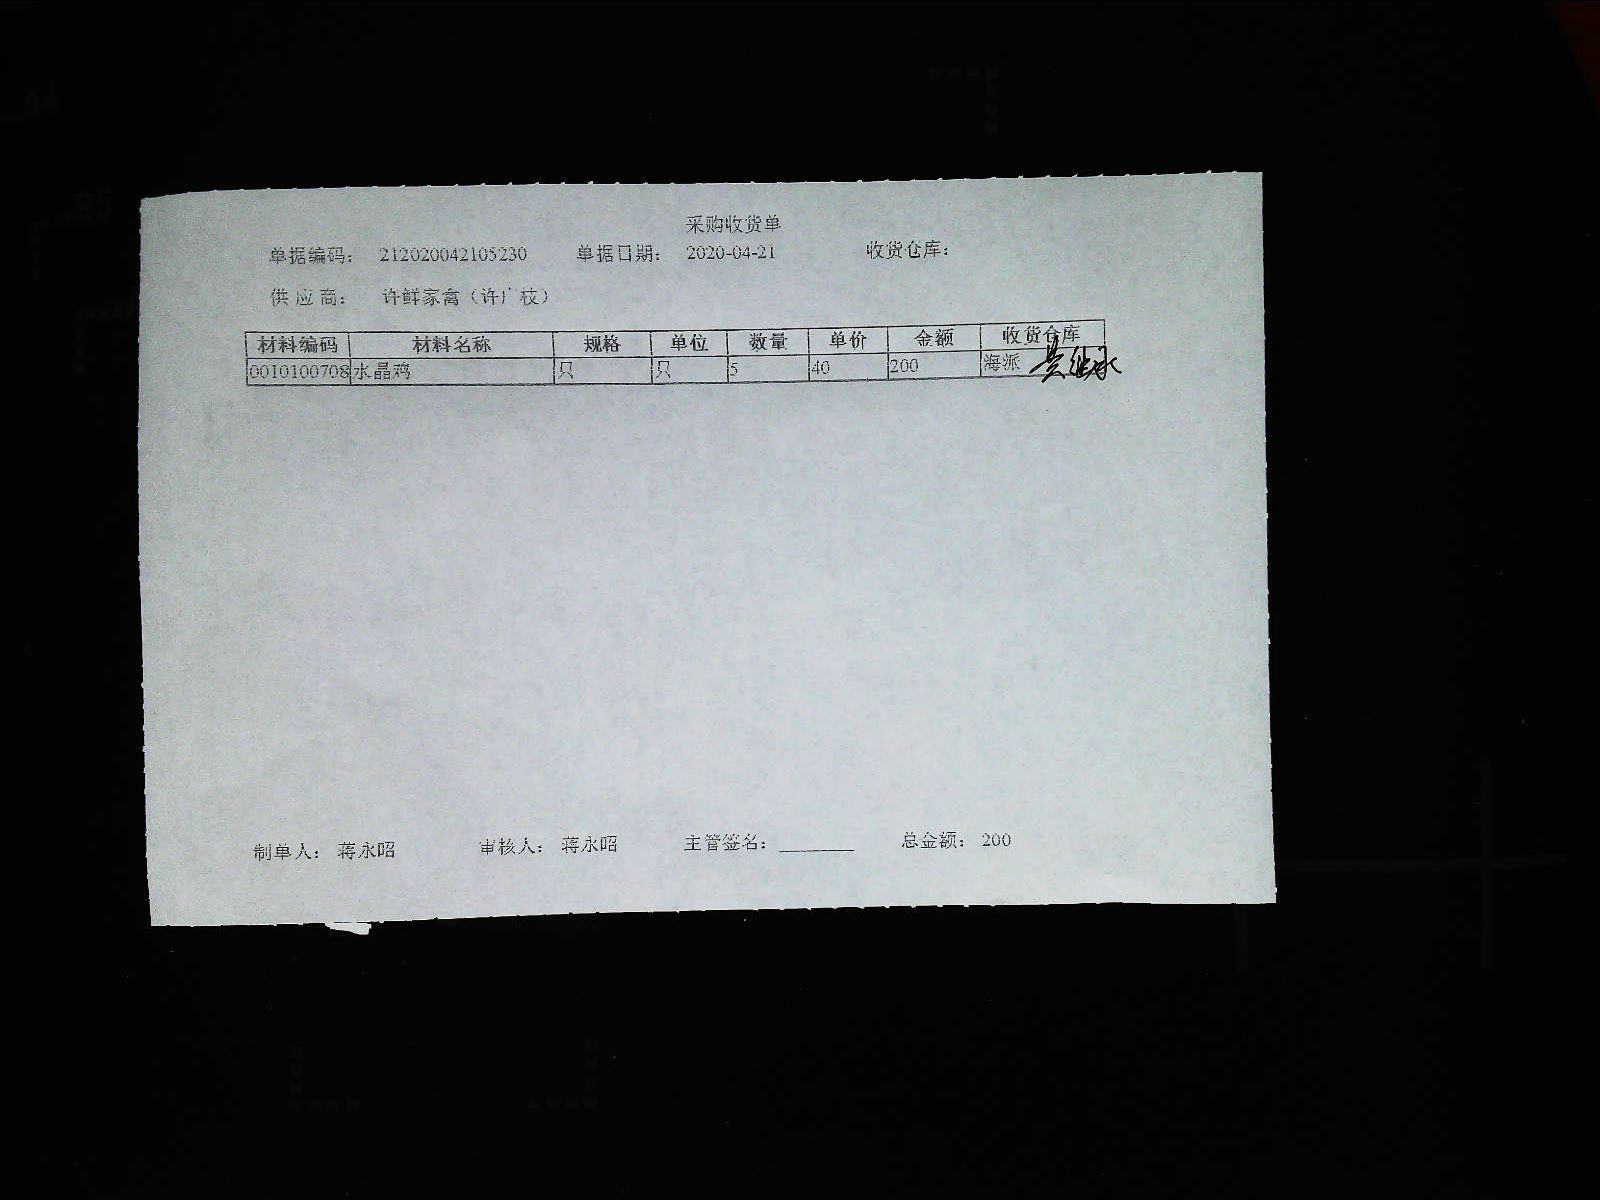 采购收货单
单据编码: 212020042105230 单据日期: 2020-04-21 收货仓库:
供应商: 许鲜家禽(许广枝)
材料编码 材料名称 规格 单位 数量 单价 金额 收货仓库
0010100708 水晶鸡 只 只 5 40 200 海派
制单人: 蒋永昭 审核人: 蒋永昭 主管签名: ________ 总金额: 200